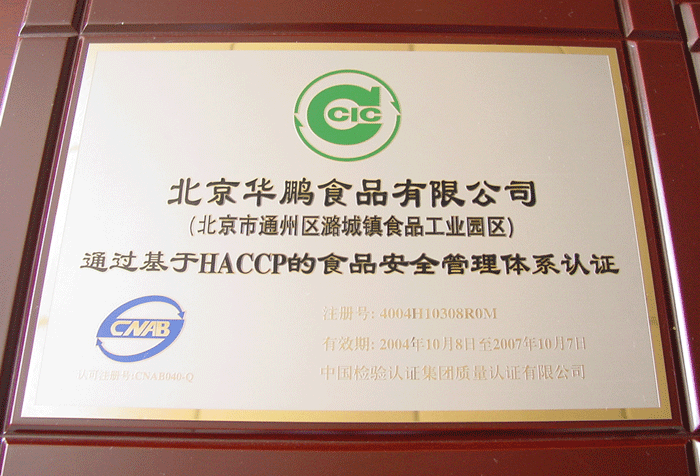 CCIC
北京华鹏食品有限公司
(北京市通州区潞城镇食品工业园区)
通过基于HACCP的食品安全管理体系认证
CNAB
认可注册号:CNAB040-Q
注册号: 4004H10308R0M
有效期: 2004年10月8日至2007年10月7日
中国检验认证集团质量认证有限公司